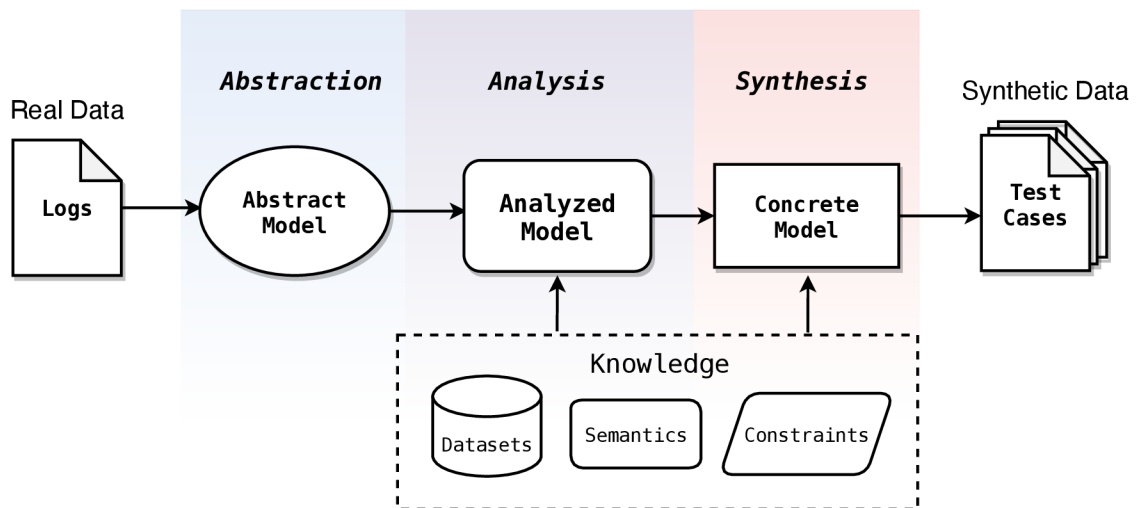 Abstraction
Analysis
Synthesis
Real Data
Synthetic Data
Logs
Abstract
Model
Analyzed
Model
Concrete
Model
Test
Cases
Knowledge
Datasets
Semantics
Constraints